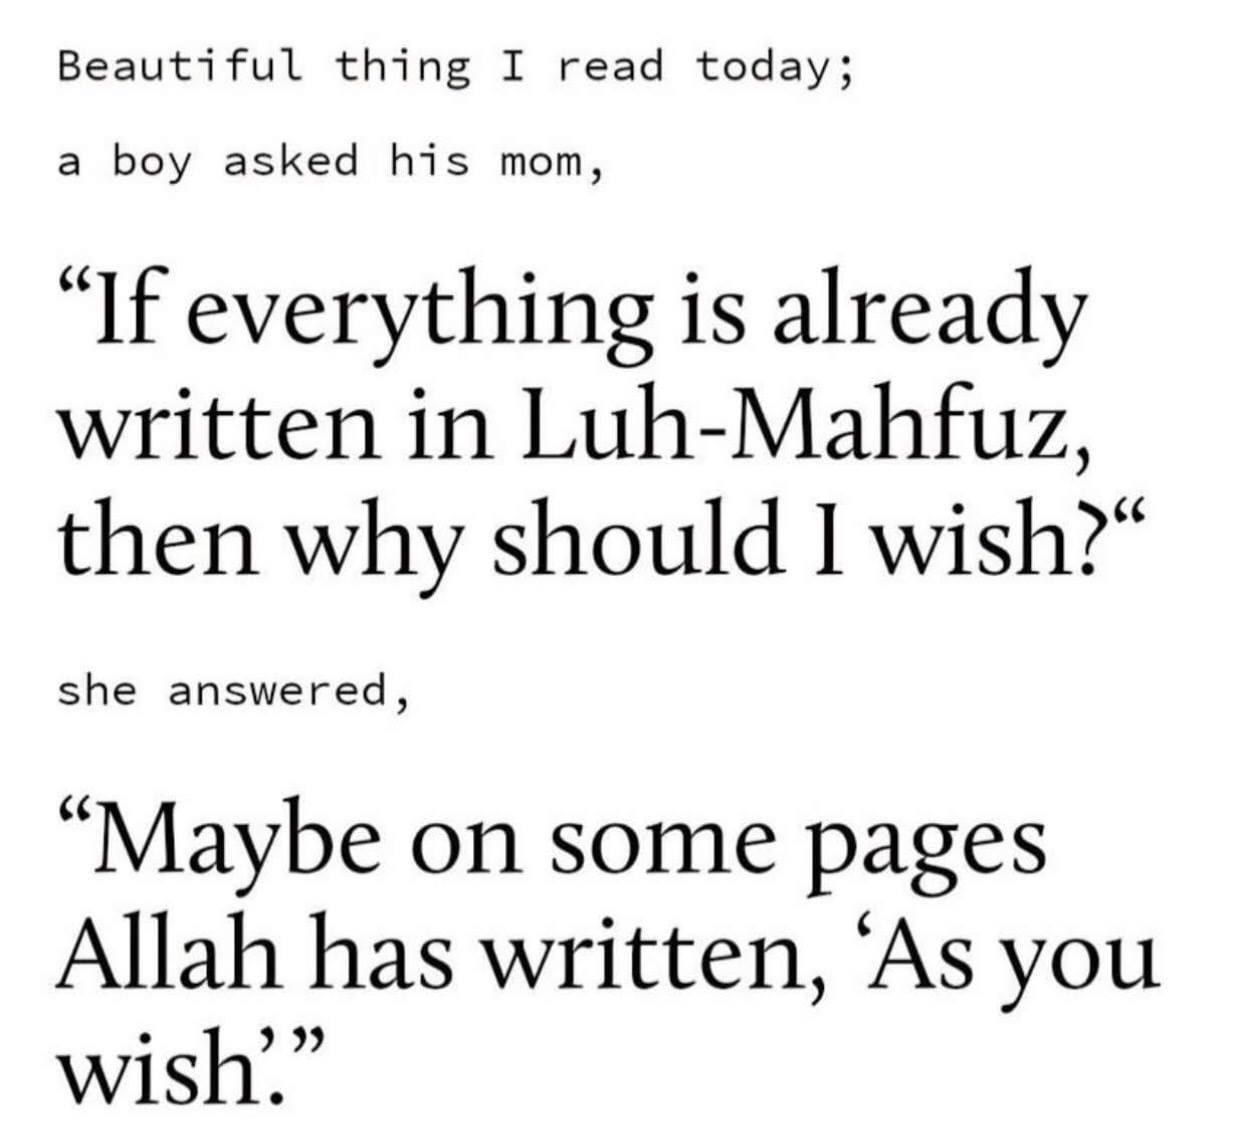 Beautiful thing I read today;
a boy asked his mom,
“If everything is already
written in Luh-Mahfuz,
then why should I wish?“
she answered,
“Maybe on some pages
Allah has written, ‘As you
wish’.”